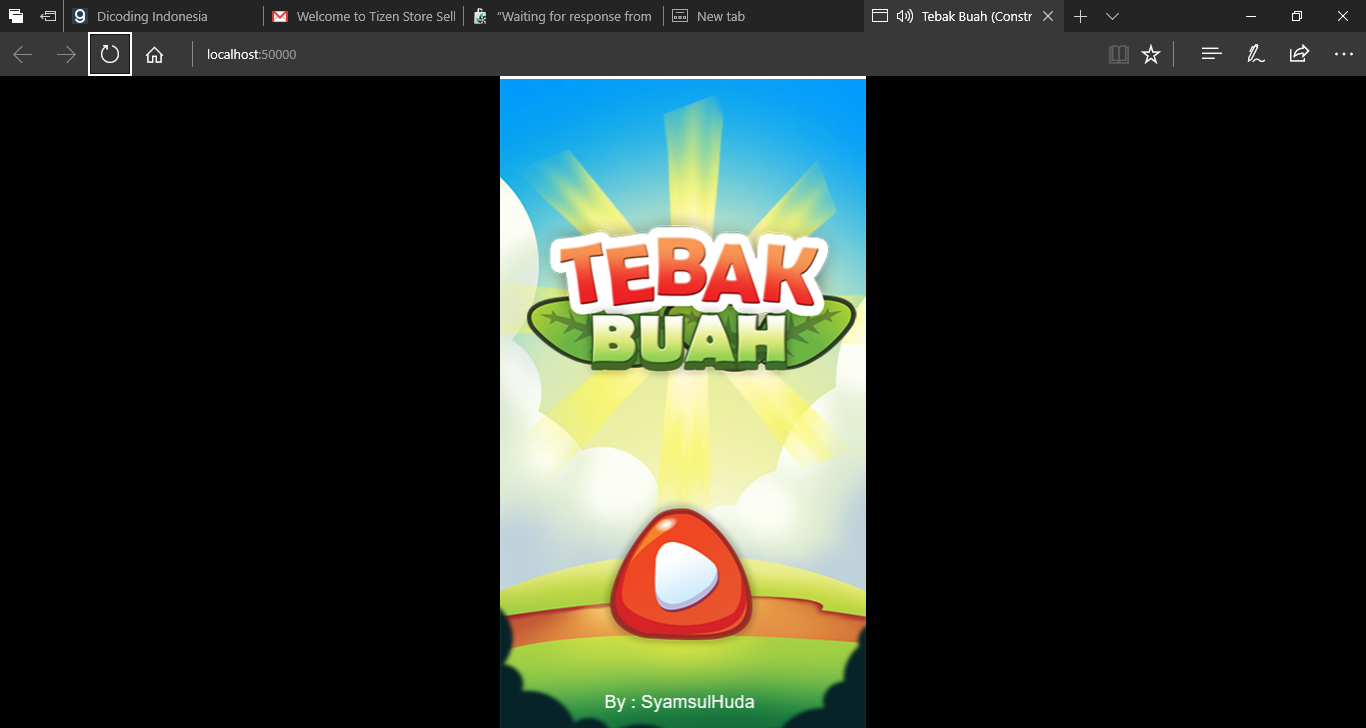 Dicoding Indonesia
Welcome to Tizen Store Sell
"Waiting for response from
New tab
Tebak Buah (Constr
localhost:50000
TEBAK
BUAH
By : SyamsulHuda